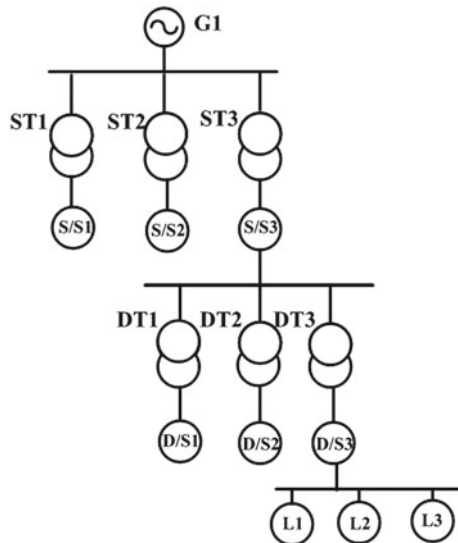 G1
ST1 ST2 ST3
S/S1 S/S2 S/S3
DT1 DT2 DT3
D/S1 D/S2 D/S3
L1 L2 L3